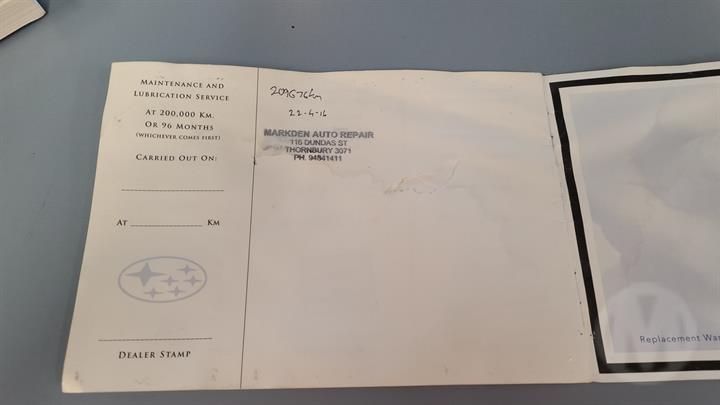 MAINTENANCE AND
LUBRICATION SERVICE
AT 200,000 KM.
OR 96 MONTHS
(WHICHEVER COMES FIRST)
CARRIED OUT ON:
AT KM
DEALER STAMP
209676km
22-4-16
MARKDEN AUTO REPAIR
116 DUNDAS ST
THORNBURY 3071
PH. 94841411
Replacement War